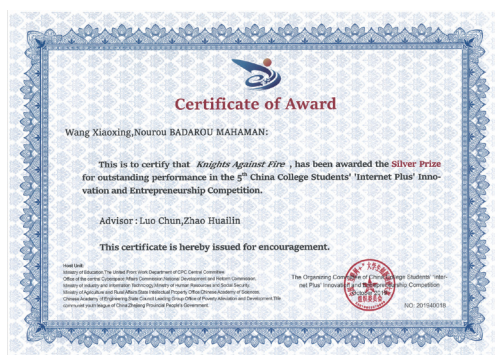 Certificate of Award
Wang Xiaoxing,Nourou BADAROU MAHAMAN:
This is to certify that Knights Against Fire , has been awarded the Silver Prize
for outstanding performance in the 5th China College Students' 'Internet Plus' Inno-
vation and Entrepreneurship Competition.
Advisor : Luo Chun,Zhao Huailin
This certificate is hereby issued for encouragement.
Host Unit:
Ministry of Education The United Front Work Department of CPC Central Committee
Office of the central Cyberspace Affairs Commission,National Development and Reform Commission,
Ministry of industry and Information Technology,Ministry of Human Resources and Social Security,
Ministry of Agriculture and Rural Affairs,State Intellectual Property Office,Chinese Academy of Sciences,
Chinese Academy of Engineering,State Council Leading Group Office of Poverty Alleviation and Development,The
communist youth league of China Zhejiang Provincial People's Government.
The Organizing Committee of China College Students' 'Inter-
net Plus' Innovation and Entrepreneurship Competition
NO: 201940018